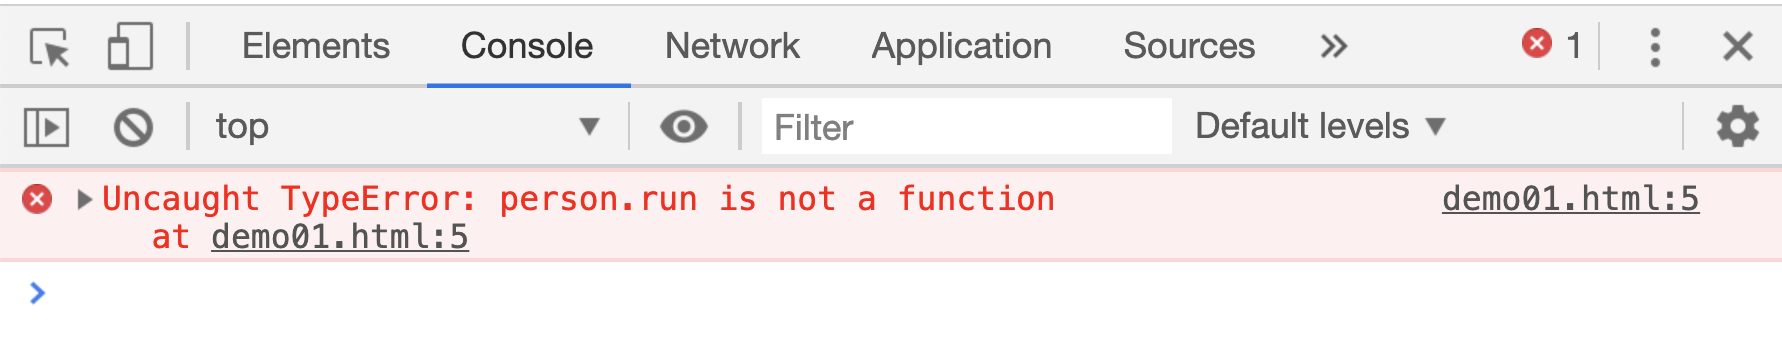 Elements Console Network Application Sources 1
top Filter Default levels
Uncaught TypeError: person.run is not a function demo01.html:5
at demo01.html:5